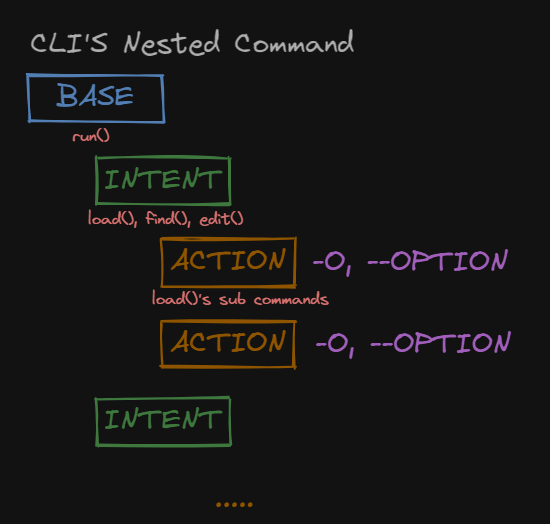 CLI'S Nested Command
BASE
run()
INTENT
load(), find(), edit()
ACTION -O, --OPTION
load()'s sub commands
ACTION -O, --OPTION
INTENT
.....